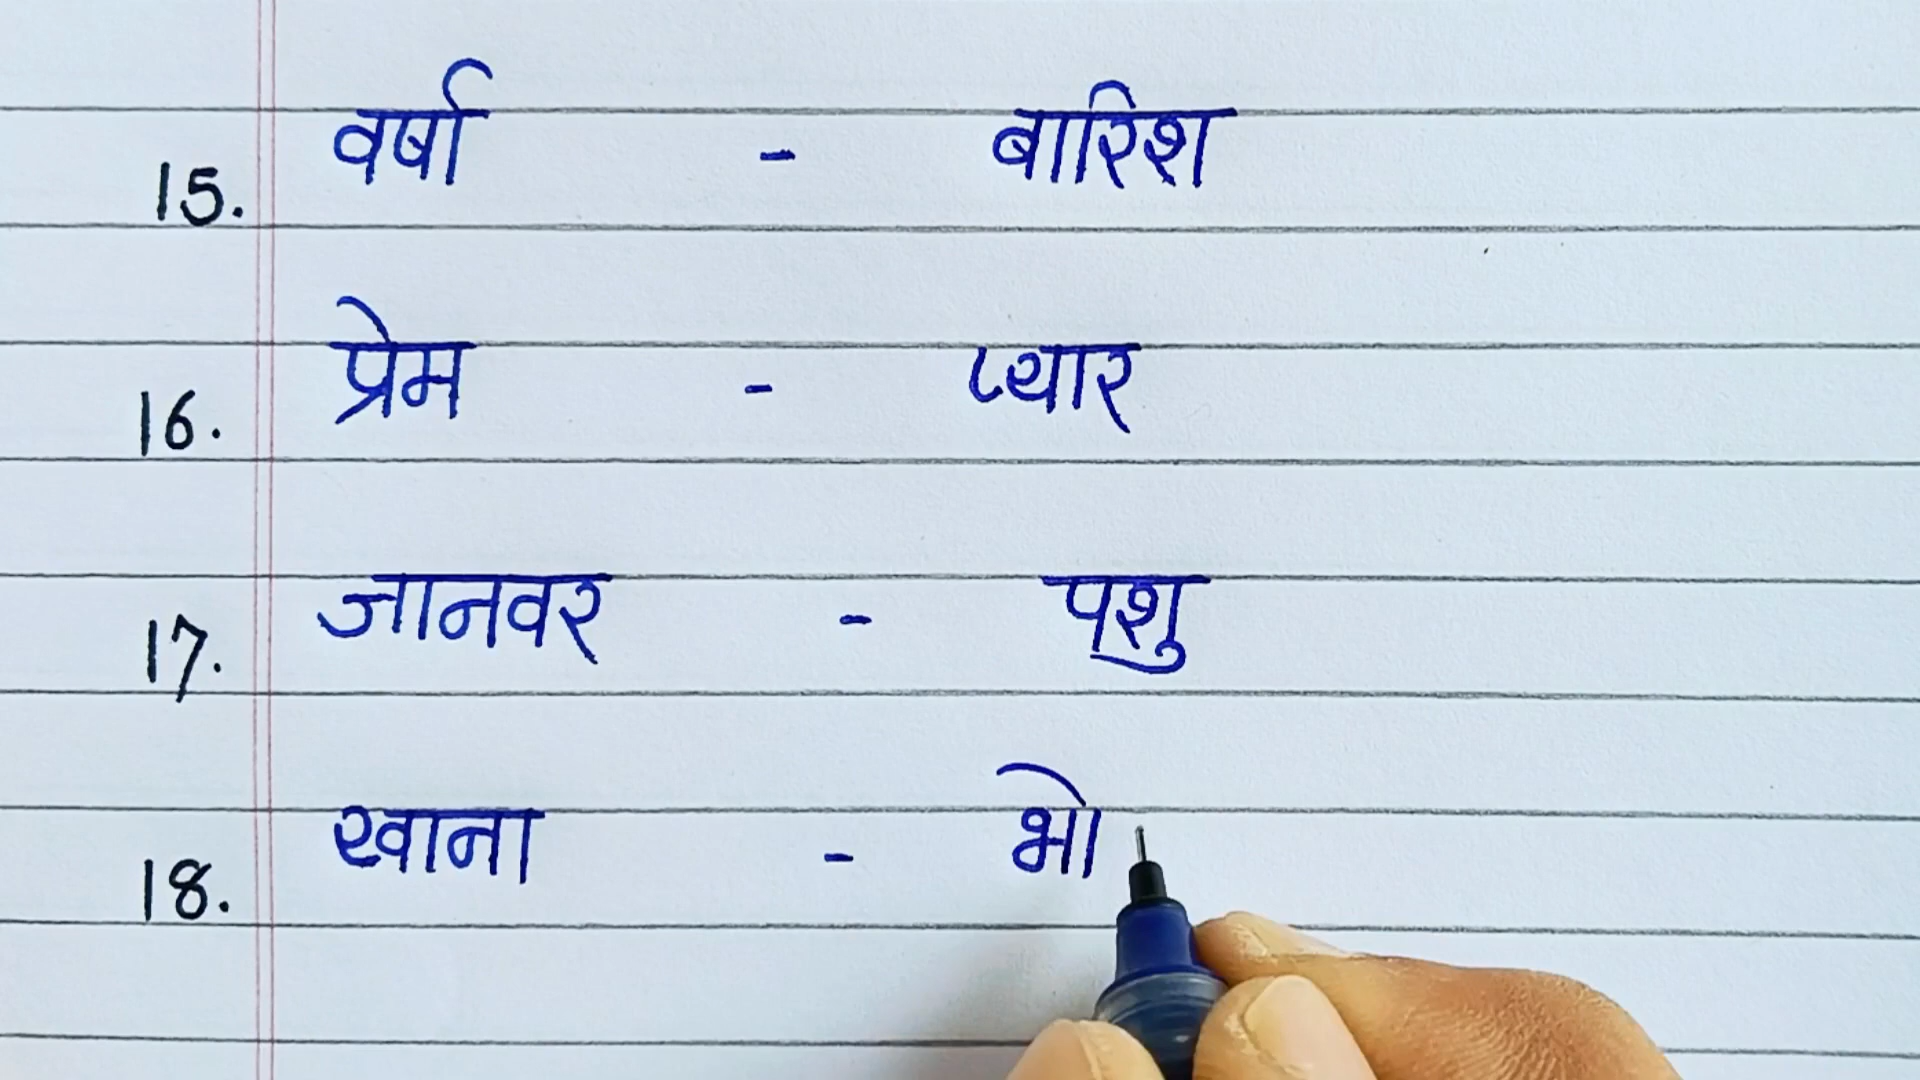 15. वर्षा - बारिश
16. प्रेम - प्यार
17. जानवर - पशु
18. खाना - भो